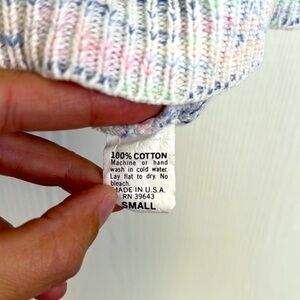 100% COTTON
Machine or hand
wash in cold water.
Lay flat to dry. No
bleach.
MADE IN U.S.A.
RN 39643
SMALL